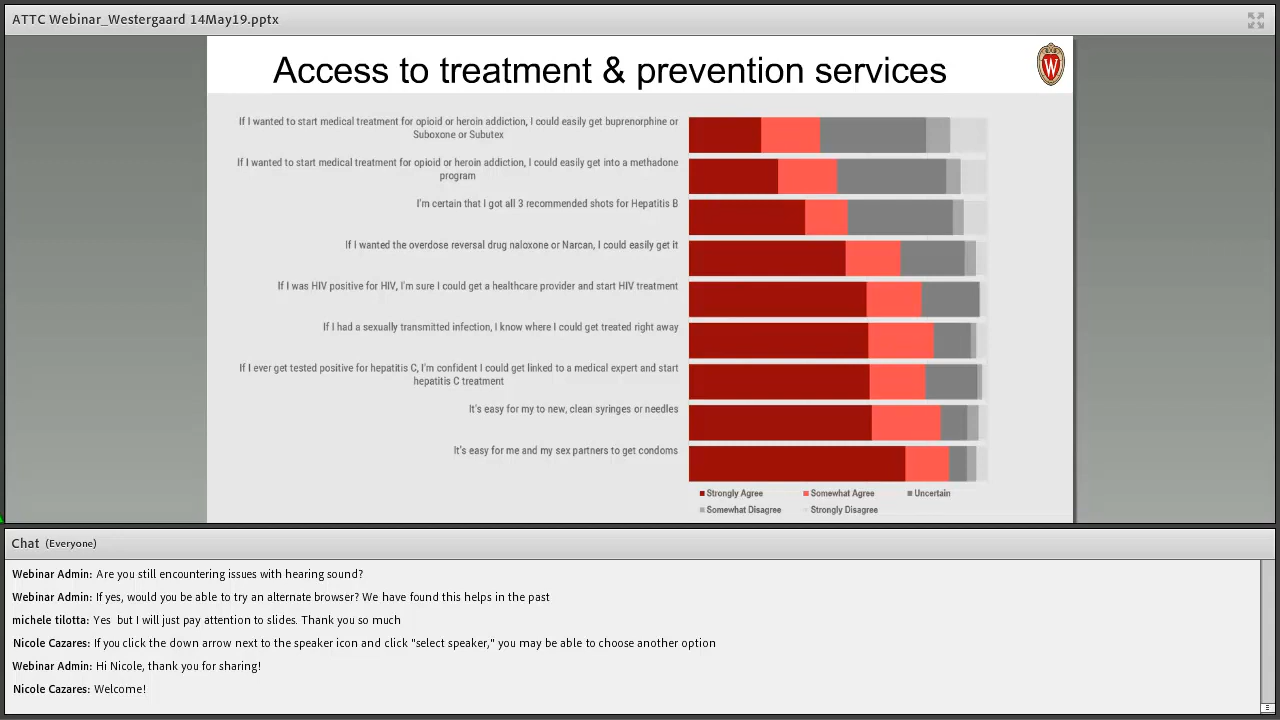 ATTC Webinar_Westergaard 14May19.pptx
Access to treatment & prevention services
W
If I wanted to start medical treatment for opioid or heroin addiction, I could easily get buprenorphine or
Suboxone or Subutex
If I wanted to start medical treatment for opioid or heroin addiction, I could easily get into a methadone
program
I'm certain that I got all 3 recommended shots for Hepatitis B
If I wanted the overdose reversal drug naloxone or Narcan, I could easily get it
If I was HIV positive for HIV, I'm sure I could get a healthcare provider and start HIV treatment
If I had a sexually transmitted infection, I know where I could get treated right away
If I ever get tested positive for hepatitis C, I'm confident I could get linked to a medical expert and start
hepatitis C treatment
It's easy for my to new, clean syringes or needles
It's easy for me and my sex partners to get condoms
Strongly Agree Somewhat Agree Uncertain
Somewhat Disagree Strongly Disagree
Chat (Everyone)
Webinar Admin: Are you still encountering issues with hearing sound?
Webinar Admin: If yes, would you be able to try an alternate browser? We have found this helps in the past
michele tilotta: Yes but I will just pay attention to slides. Thank you so much
Nicole Cazares: If you click the down arrow next to the speaker icon and click "select speaker," you may be able to choose another option
Webinar Admin: Hi Nicole, thank you for sharing!
Nicole Cazares: Welcome!